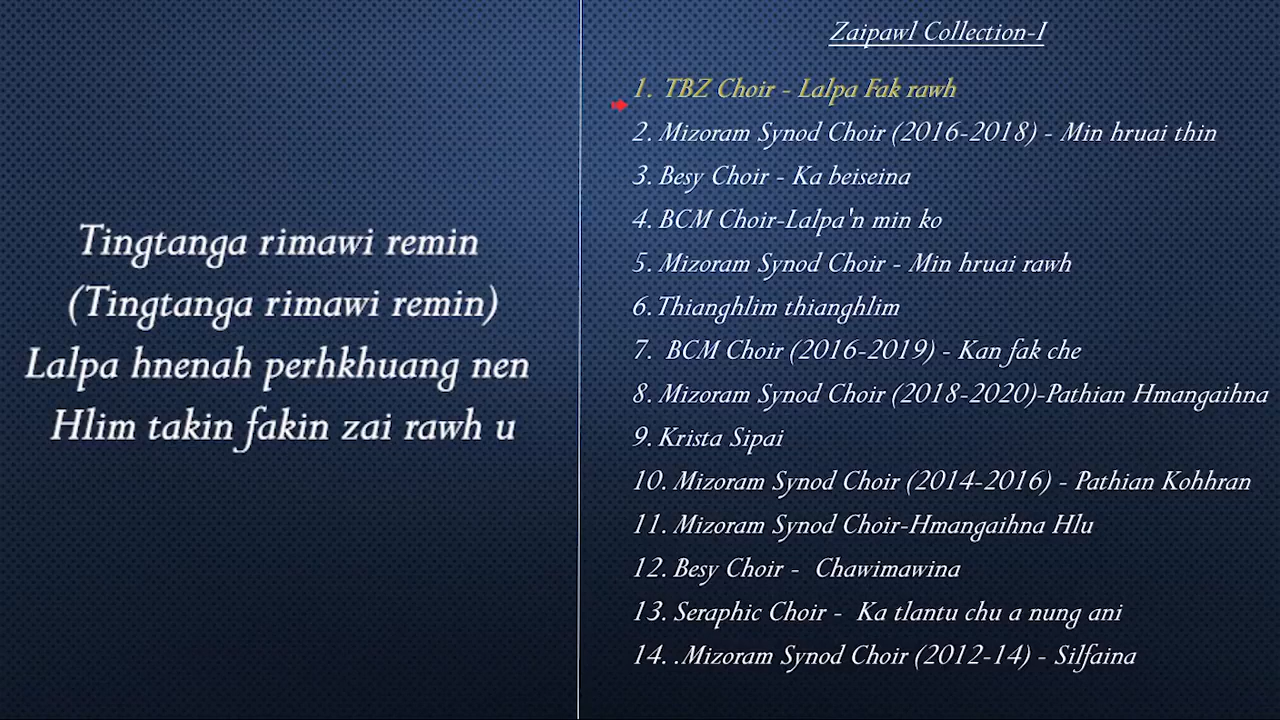 Tingtanga rimawi remin
(Tingtanga rimawi remin)
Lalpa hnenah perhkhuang nen
Hlim takin fakin zai rawh u
Zaipawl Collection-I
1. TBZ Choir - Lalpa Fak rawh
2. Mizoram Synod Choir (2016-2018) - Min hruai thin
3. Besy Choir - Ka beiseina
4. BCM Choir-Lalpa'n min ko
5. Mizoram Synod Choir - Min hruai rawh
6. Thianghlim thianghlim
7. BCM Choir (2016-2019) - Kan fak che
8. Mizoram Synod Choir (2018-2020)-Pathian Hmangaihna
9. Krista Sipai
10. Mizoram Synod Choir (2014-2016) - Pathian Kohhran
11. Mizoram Synod Choir-Hmangaihna Hlu
12. Besy Choir - Chawimawina
13. Seraphic Choir - Ka tlantu chu a nung ani
14. .Mizoram Synod Choir (2012-14) - Silfaina